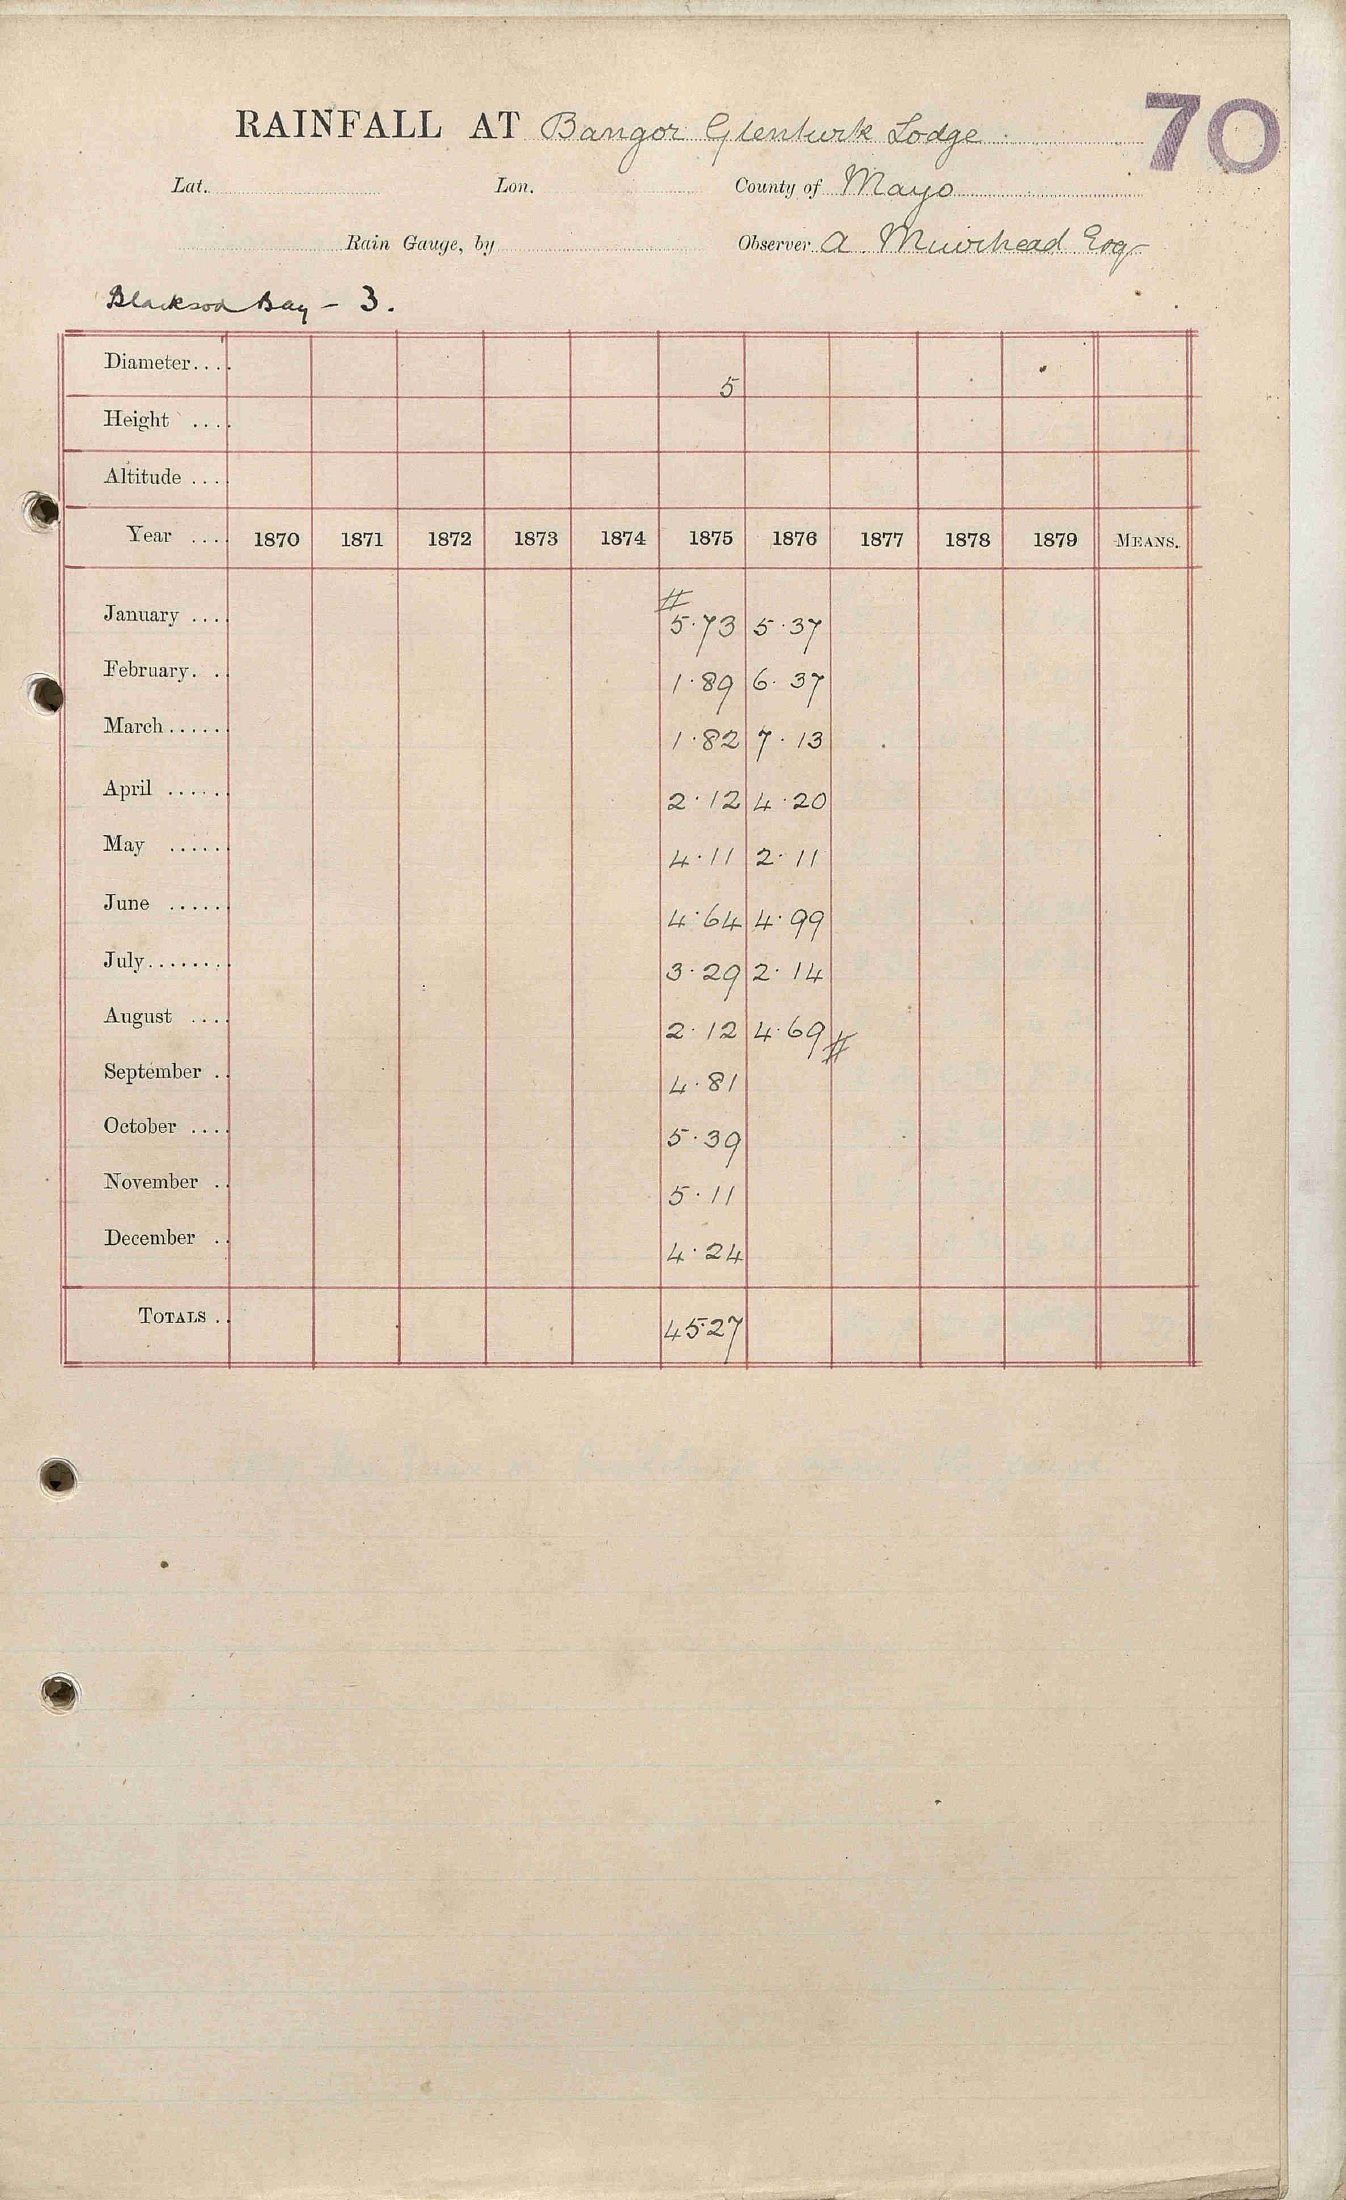 70
RAINFALL AT Bangor Glenturk Lodge
Lat. Lon. County of Mayo
Rain Gauge, by Observer A. Muirhead Esq
Blacksod Bay - 3.
Diameter.... 5
Height ....
Altitude ....
Year .... 1870 1871 1872 1873 1874 1875 1876 1877 1878 1879 MEANS.
#
January .... 5.73 5.37
February. . 1.89 6.37
March...... 1.82 7.13
April ...... 2.12 4.20
May ..... 4.11 2.11
June ..... 4.64 4.99
July....... 3.29 2.14
August .... 2.12 4.69 #
September . 4.81
October .... 5.39
November . 5.11
December . 4.24
TOTALS . 45.27